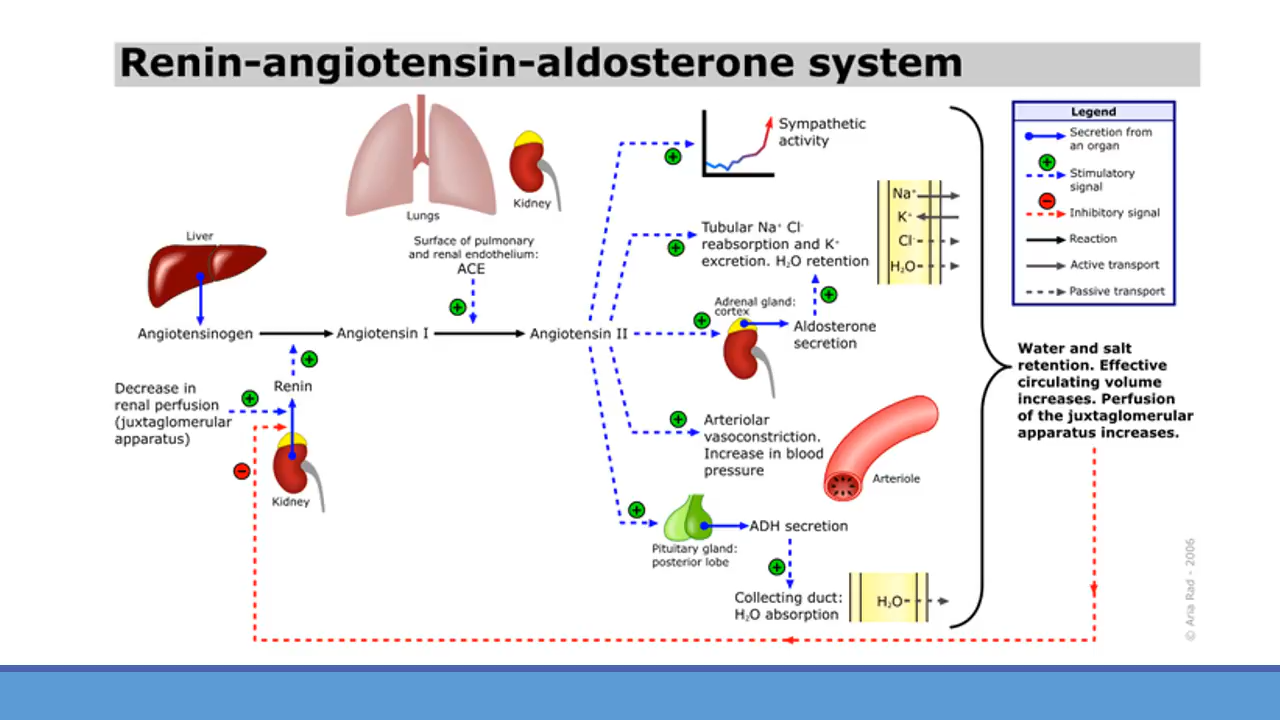 Renin-angiotensin-aldosterone system
Lungs
Kidney
Surface of pulmonary
and renal endothelium:
ACE
Liver
Angiotensinogen
Angiotensin I
Angiotensin II
Renin
Decrease in
renal perfusion
(juxtaglomerular
apparatus)
Kidney
Sympathetic
activity
Tubular Na⁺ Cl⁻
reabsorption and K⁺
excretion. H₂O retention
Na⁺
K⁺
Cl⁻
H₂O
Adrenal gland:
cortex
Aldosterone
secretion
Arteriolar
vasoconstriction.
Increase in blood
pressure
Arteriole
Pituitary gland:
posterior lobe
ADH secretion
Collecting duct:
H₂O absorption
H₂O
Legend
Secretion from
an organ
Stimulatory
signal
Inhibitory signal
Reaction
Active transport
Passive transport
Water and salt
retention. Effective
circulating volume
increases. Perfusion
of the juxtaglomerular
apparatus increases.
© Aria Rad - 2006